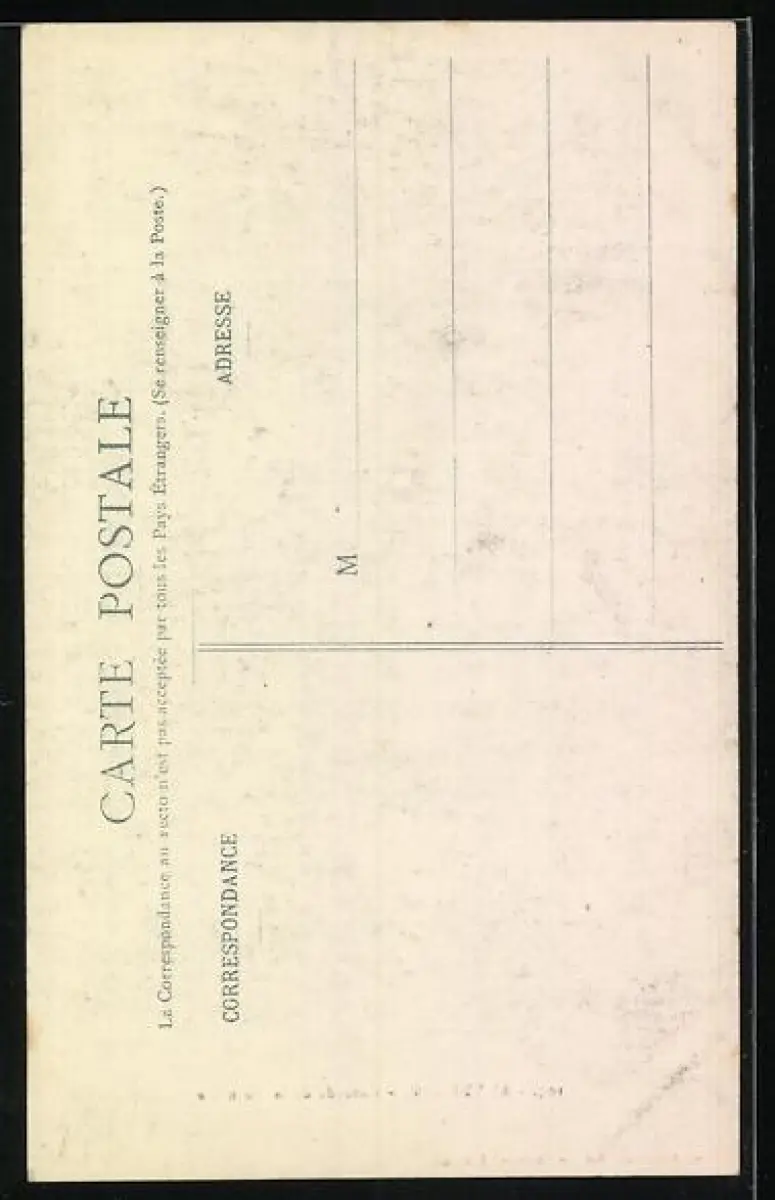 CARTE POSTALE
La Correspondance au recto n'est pas acceptée par tous les Pays Étrangers. (Se renseigner à la Poste.)
CORRESPONDANCE
ADRESSE
M